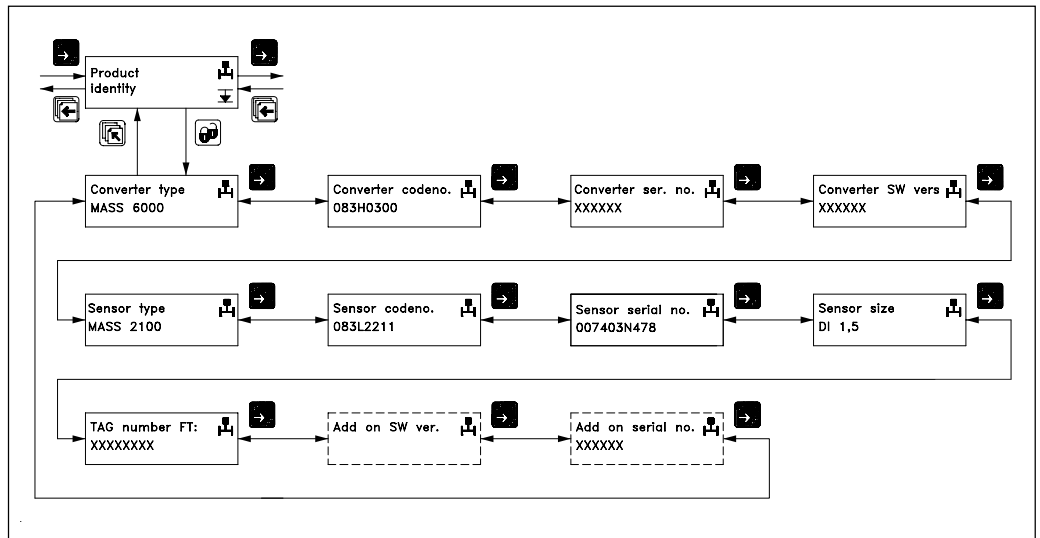 Product
identity
Converter type
MASS 6000
Converter codeno.
083H0300
Converter ser. no.
XXXXXX
Converter SW vers
XXXXXX
Sensor type
MASS 2100
Sensor codeno.
083L2211
Sensor serial no.
007403N478
Sensor size
DI 1,5
TAG number FT:
XXXXXXXX
Add on SW ver.
Add on serial no.
XXXXXX